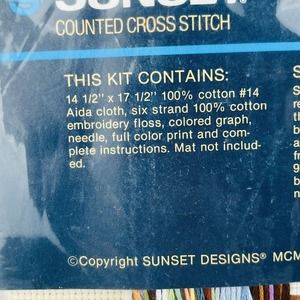 SUNSET®
COUNTED CROSS STITCH
THIS KIT CONTAINS:
14 1/2" x 17 1/2" 100% cotton #14
Aida cloth, six strand 100% cotton
embroidery floss, colored graph,
needle, full color print and com-
plete instructions. Mat not includ-
ed.
©Copyright SUNSET DESIGNS® MCM